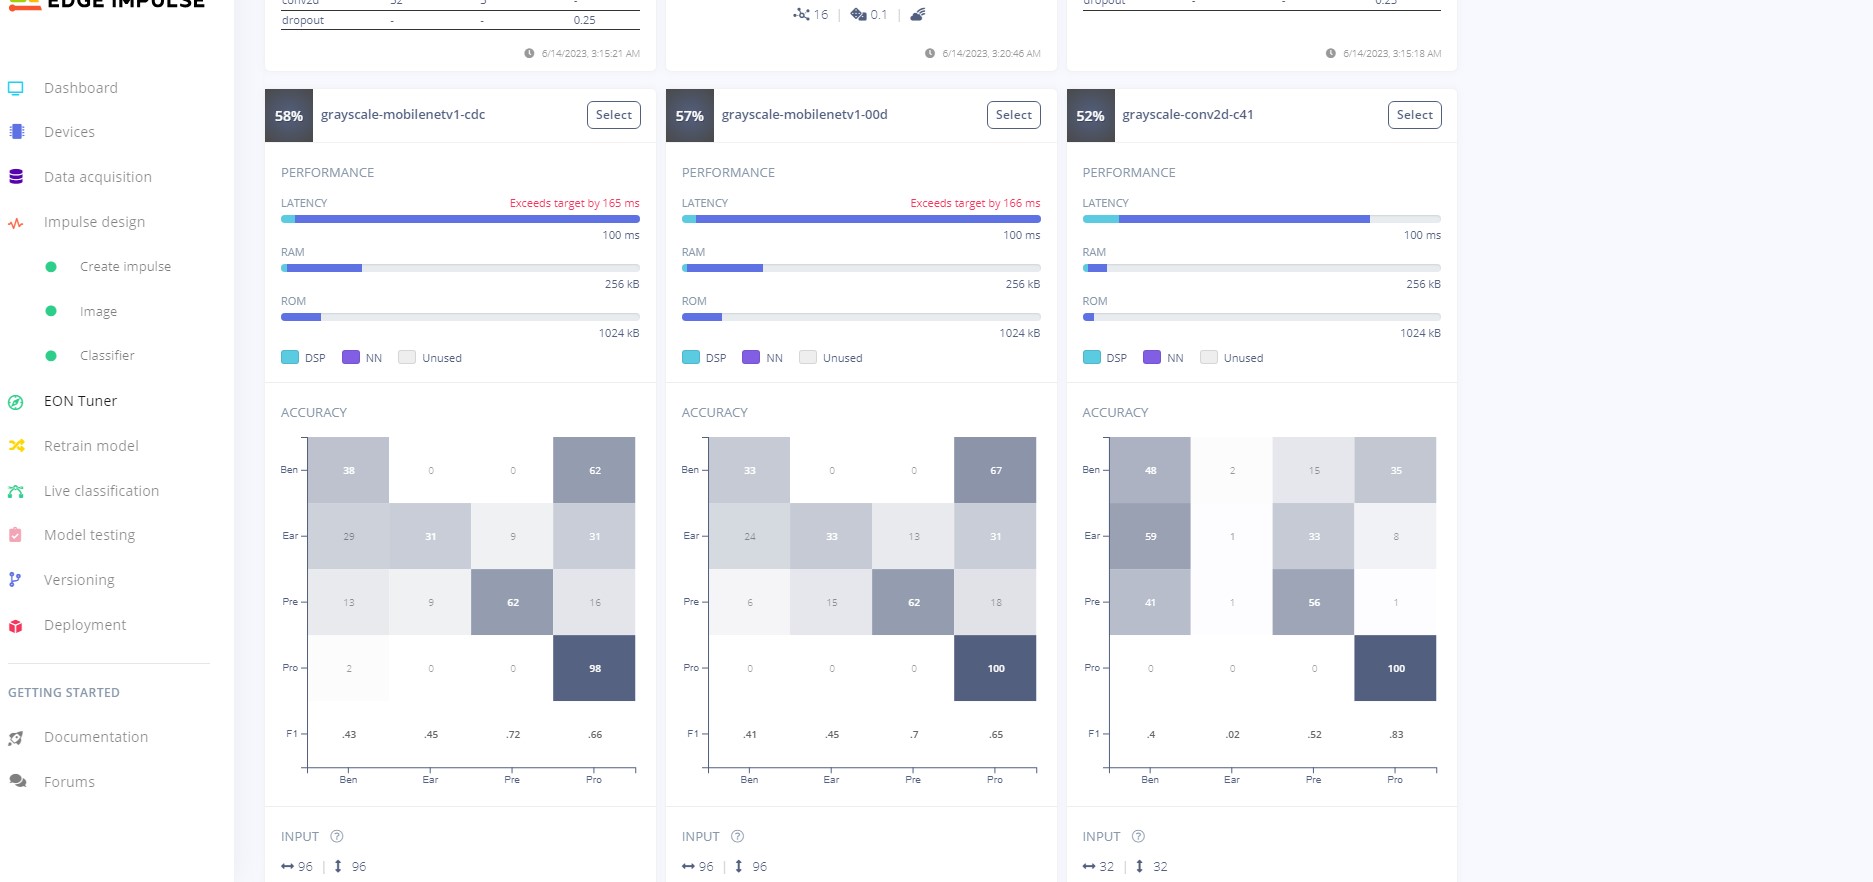 EDGE IMPULSE
Dashboard
Devices
Data acquisition
Impulse design
Create impulse
Image
Classifier
EON Tuner
Retrain model
Live classification
Model testing
Versioning
Deployment
GETTING STARTED
Documentation
Forums
conv2d 32 3 -
dropout - - 0.25
6/14/2023, 3:15:21 AM
16 | 0.1 |
6/14/2023, 3:20:46 AM
dropout - - 0.25
6/14/2023, 3:15:18 AM
58% grayscale-mobilenetv1-cdc Select
PERFORMANCE
LATENCY Exceeds target by 165 ms
100 ms
RAM
256 kB
ROM
1024 kB
DSP NN Unused
ACCURACY
Ben 38 0 0 62
Ear 29 31 9 31
Pre 13 9 62 16
Pro 2 0 0 98
F1 .43 .45 .72 .66
Ben Ear Pre Pro
INPUT ?
96 | 96
57% grayscale-mobilenetv1-00d Select
PERFORMANCE
LATENCY Exceeds target by 166 ms
100 ms
RAM
256 kB
ROM
1024 kB
DSP NN Unused
ACCURACY
Ben 33 0 0 67
Ear 24 33 13 31
Pre 6 15 62 18
Pro 0 0 0 100
F1 .41 .45 .7 .65
Ben Ear Pre Pro
INPUT ?
96 | 96
52% grayscale-conv2d-c41 Select
PERFORMANCE
LATENCY
100 ms
RAM
256 kB
ROM
1024 kB
DSP NN Unused
ACCURACY
Ben 48 2 15 35
Ear 59 1 33 8
Pre 41 1 56 1
Pro 0 0 0 100
F1 .4 .02 .52 .83
Ben Ear Pre Pro
INPUT ?
32 | 32